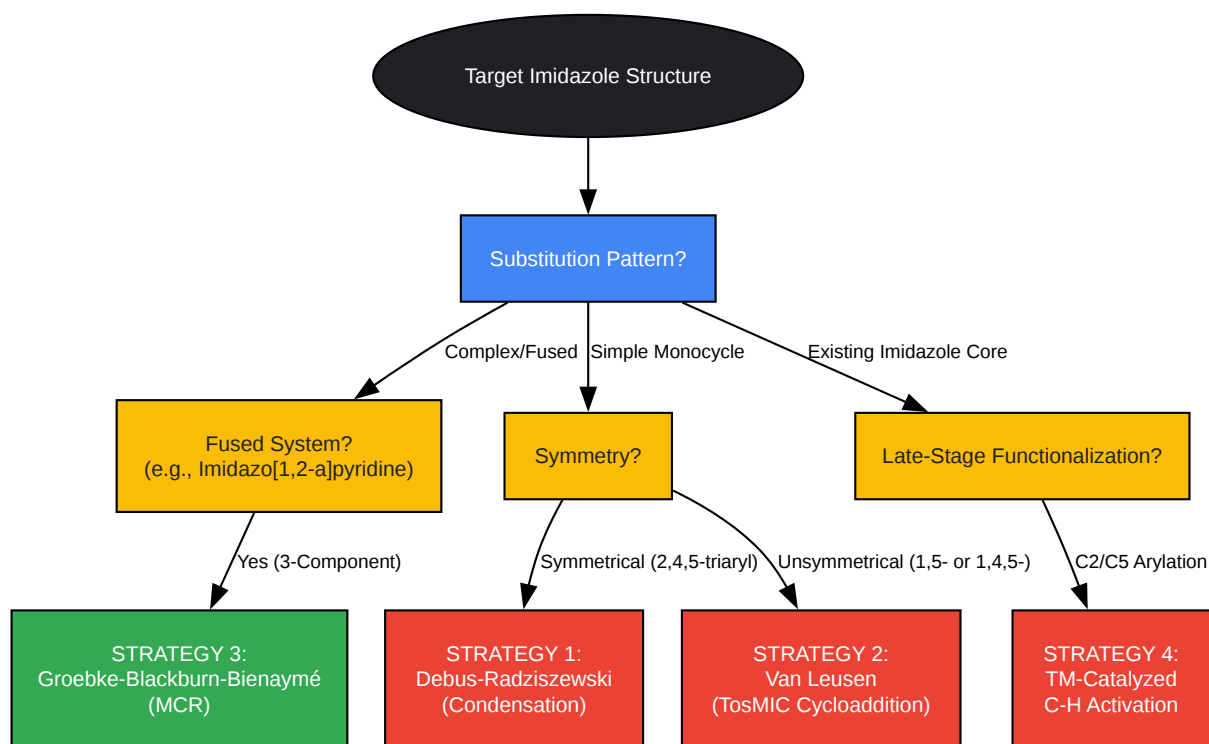 Target Imidazole Structure
Substitution Pattern?
Complex/Fused
Simple Monocycle
Existing Imidazole Core
Fused System?
(e.g., Imidazo[1,2-a]pyridine)
Symmetry?
Late-Stage Functionalization?
Yes (3-Component)
Symmetrical (2,4,5-triaryl)
Unsymmetrical (1,5- or 1,4,5-)
C2/C5 Arylation
STRATEGY 3:
Groebke-Blackburn-Bienaymé
(MCR)
STRATEGY 1:
Debus-Radziszewski
(Condensation)
STRATEGY 2:
Van Leusen
(TosMIC Cycloaddition)
STRATEGY 4:
TM-Catalyzed
C-H Activation